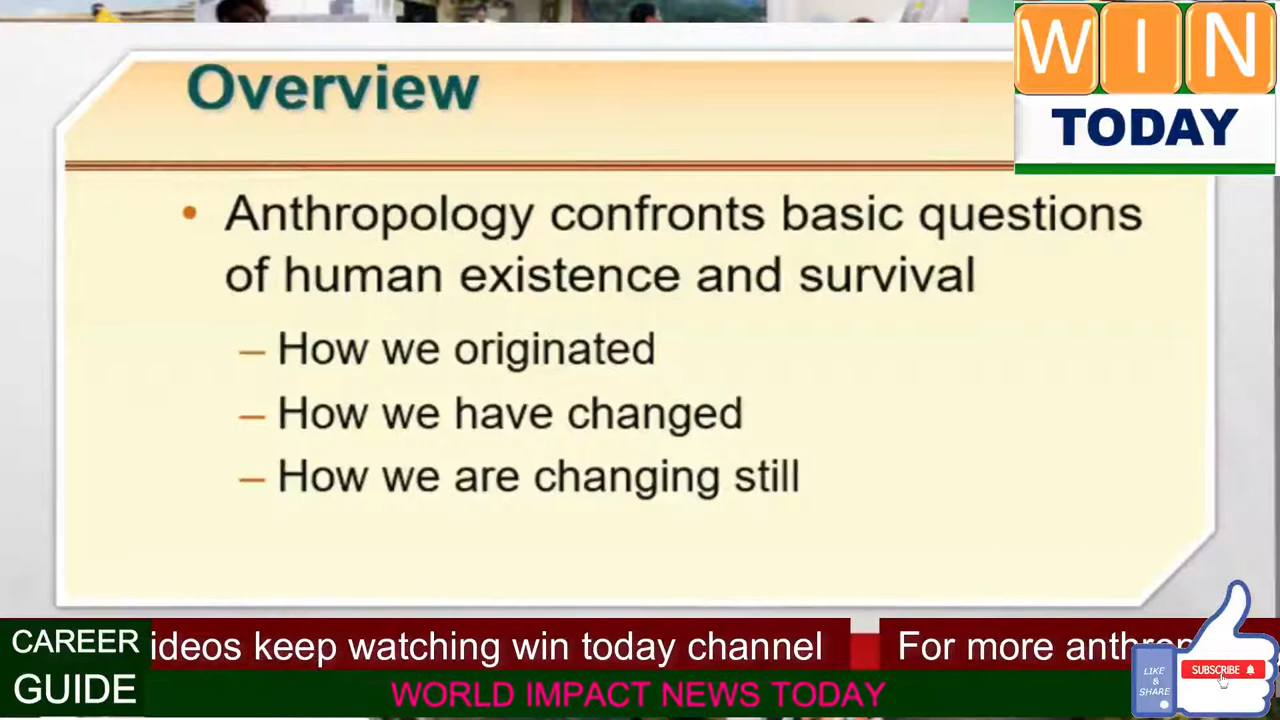 Overview
WIN
TODAY
• Anthropology confronts basic questions
of human existence and survival
– How we originated
– How we have changed
– How we are changing still
CAREER
GUIDE
ideos keep watching win today channel
For more
WORLD IMPACT NEWS TODAY
LIKE
&
SHARE
SUBSCRIBE